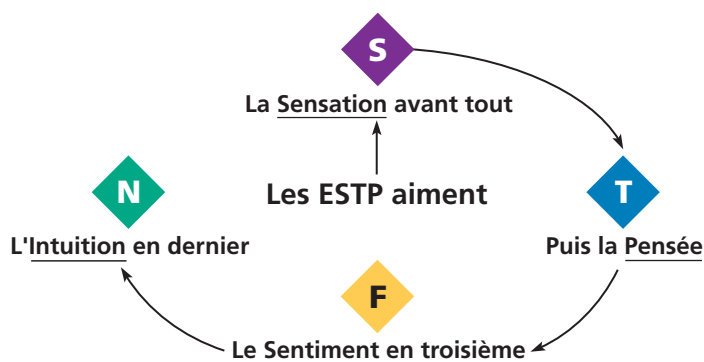 S
La Sensation avant tout
Les ESTP aiment
T
Puis la Pensée
F
Le Sentiment en troisième
N
L'Intuition en dernier